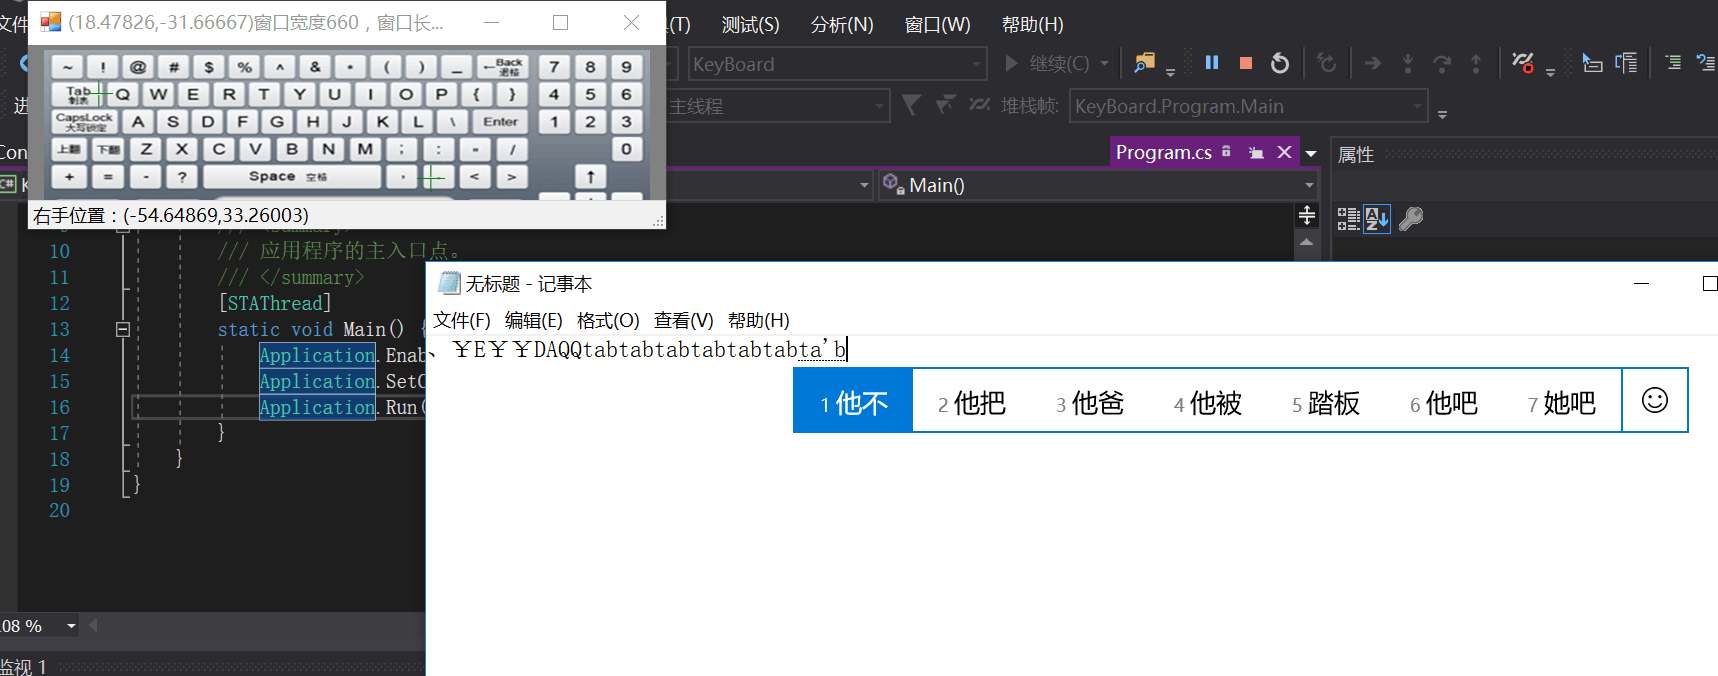 文件
(18.47826,-31.66667)窗口宽度660，窗口长...
(T) 测试(S) 分析(N) 窗口(W) 帮助(H)
KeyBoard 继续(C)
主线程 堆栈帧: KeyBoard.Program.Main
~ ! @ # $ % ^ & * ( ) _ ←Back 退格 7 8 9
Tab 制表 Q W E R T Y U I O P { } 4 5 6
CapsLock 大写锁定 A S D F G H J K L \ Enter 1 2 3
上翻 下翻 Z X C V B N M ; : " / 0
+ = - ? Space 空格 ' < > ↑
右手位置：(-54.64869,33.26003)
进
Con
C# K
Program.cs
属性
Main()
9 /// <summary>
10 /// 应用程序的主入口点。
11 /// </summary>
12 [STAThread]
13 static void Main() {
14 Application.Enab
15 Application.SetC
16 Application.Run(
17 }
18 }
19 }
20
无标题 - 记事本
文件(F) 编辑(E) 格式(O) 查看(V) 帮助(H)
、￥E￥￥DAQQtabtabtabtabtabtabta'b
1 他不 2 他把 3 他爸 4 他被 5 踏板 6 他吧 7 她吧
08 %
监视 1